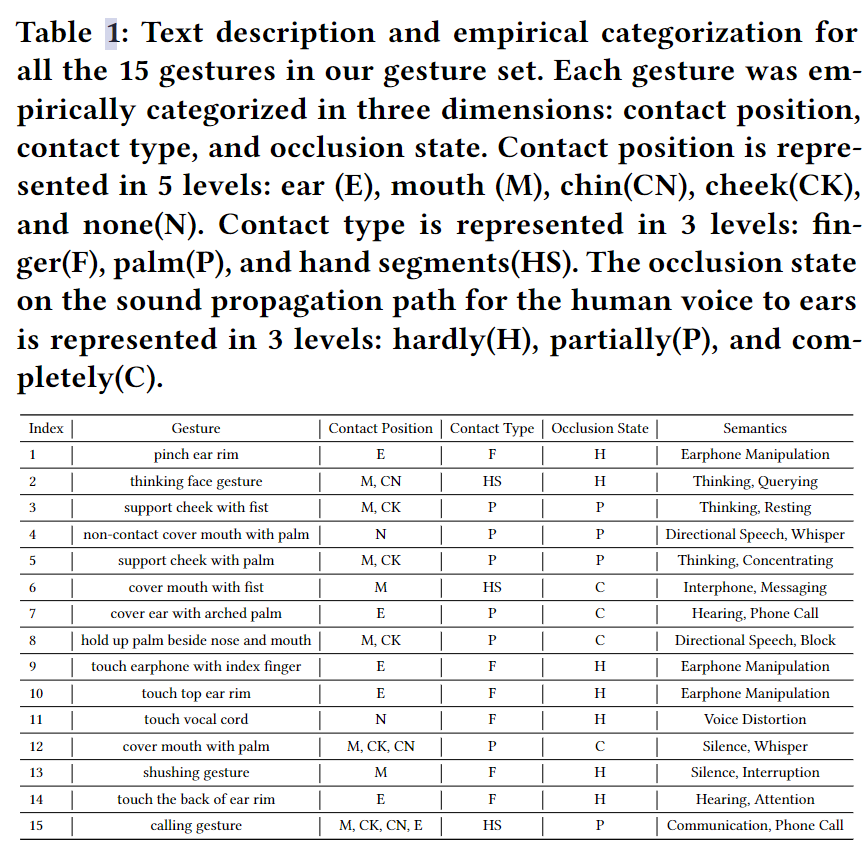 Table 1: Text description and empirical categorization for
all the 15 gestures in our gesture set. Each gesture was em-
pirically categorized in three dimensions: contact position,
contact type, and occlusion state. Contact position is repre-
sented in 5 levels: ear (E), mouth (M), chin(CN), cheek(CK),
and none(N). Contact type is represented in 3 levels: fin-
ger(F), palm(P), and hand segments(HS). The occlusion state
on the sound propagation path for the human voice to ears
is represented in 3 levels: hardly(H), partially(P), and com-
pletely(C).
Index | Gesture | Contact Position | Contact Type | Occlusion State | Semantics
1 | pinch ear rim | E | F | H | Earphone Manipulation
2 | thinking face gesture | M, CN | HS | H | Thinking, Querying
3 | support cheek with fist | M, CK | P | P | Thinking, Resting
4 | non-contact cover mouth with palm | N | P | P | Directional Speech, Whisper
5 | support cheek with palm | M, CK | P | P | Thinking, Concentrating
6 | cover mouth with fist | M | HS | C | Interphone, Messaging
7 | cover ear with arched palm | E | P | C | Hearing, Phone Call
8 | hold up palm beside nose and mouth | M, CK | P | C | Directional Speech, Block
9 | touch earphone with index finger | E | F | H | Earphone Manipulation
10 | touch top ear rim | E | F | H | Earphone Manipulation
11 | touch vocal cord | N | F | H | Voice Distortion
12 | cover mouth with palm | M, CK, CN | P | C | Silence, Whisper
13 | shushing gesture | M | F | H | Silence, Interruption
14 | touch the back of ear rim | E | F | H | Hearing, Attention
15 | calling gesture | M, CK, CN, E | HS | P | Communication, Phone Call